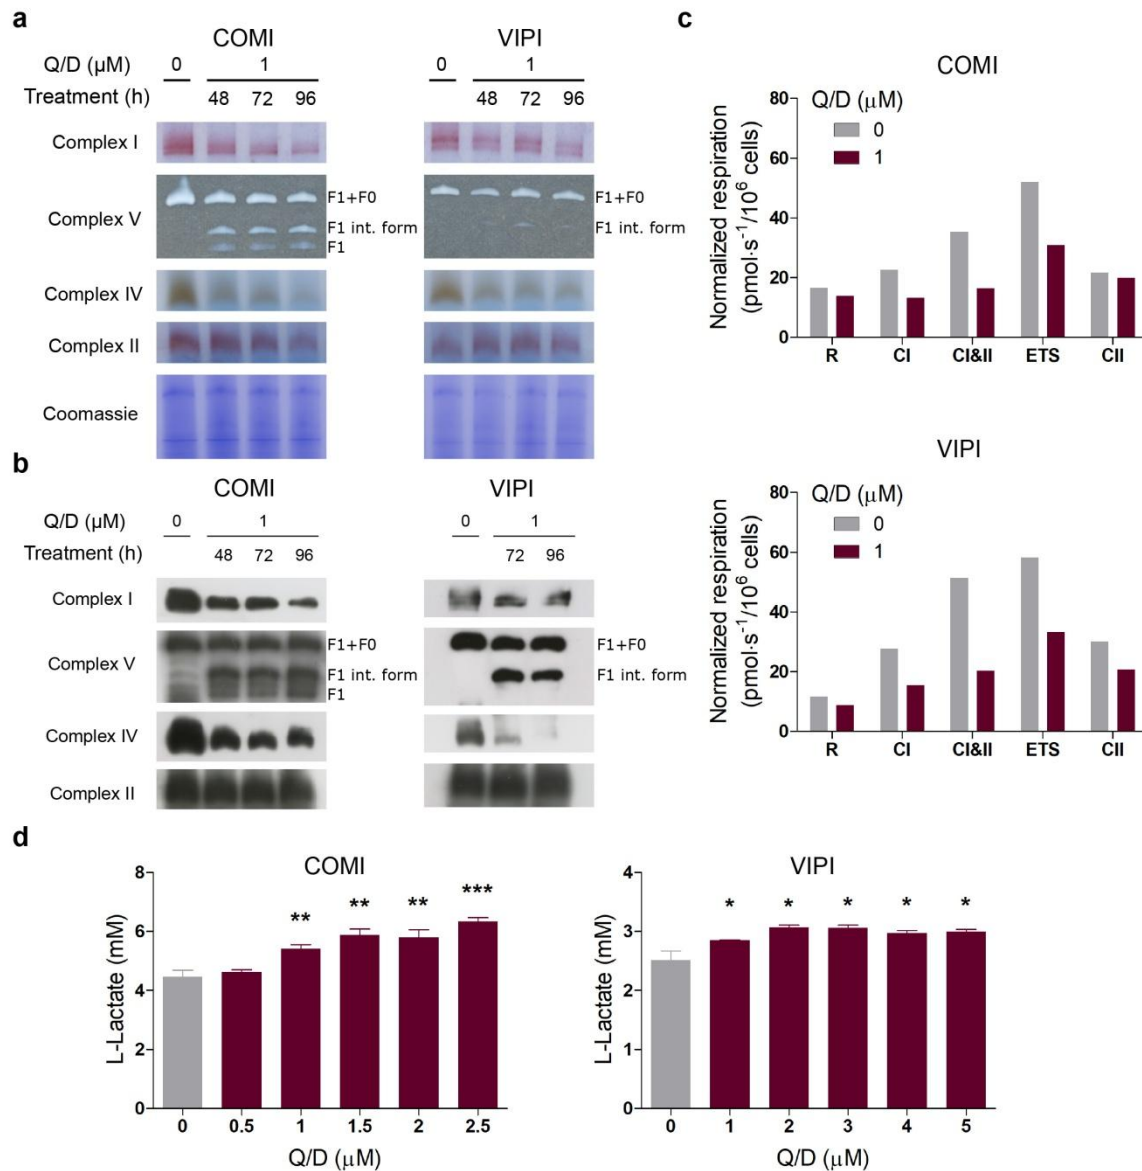 a
COMI
Q/D (µM) 0 1
Treatment (h) 48 72 96
Complex I
Complex V
F1+F0
F1 int. form
F1
Complex IV
Complex II
Coomassie
VIPI
0 1
48 72 96
F1+F0
F1 int. form
b
COMI
Q/D (µM) 0 1
Treatment (h) 48 72 96
Complex I
Complex V
F1+F0
F1 int. form
F1
Complex IV
Complex II
VIPI
0 1
72 96
F1+F0
F1 int. form
c
COMI
Q/D (µM)
0
1
Normalized respiration
(pmol·s⁻¹/10⁶ cells)
80
60
40
20
0
R CI CI&II ETS CII
VIPI
Q/D (µM)
0
1
Normalized respiration
(pmol·s⁻¹/10⁶ cells)
80
60
40
20
0
R CI CI&II ETS CII
d
COMI
L-Lactate (mM)
8
6
4
2
0
** ** ** ***
0 0.5 1 1.5 2 2.5
Q/D (µM)
VIPI
L-Lactate (mM)
4
3
2
1
0
* * * * *
0 1 2 3 4 5
Q/D (µM)